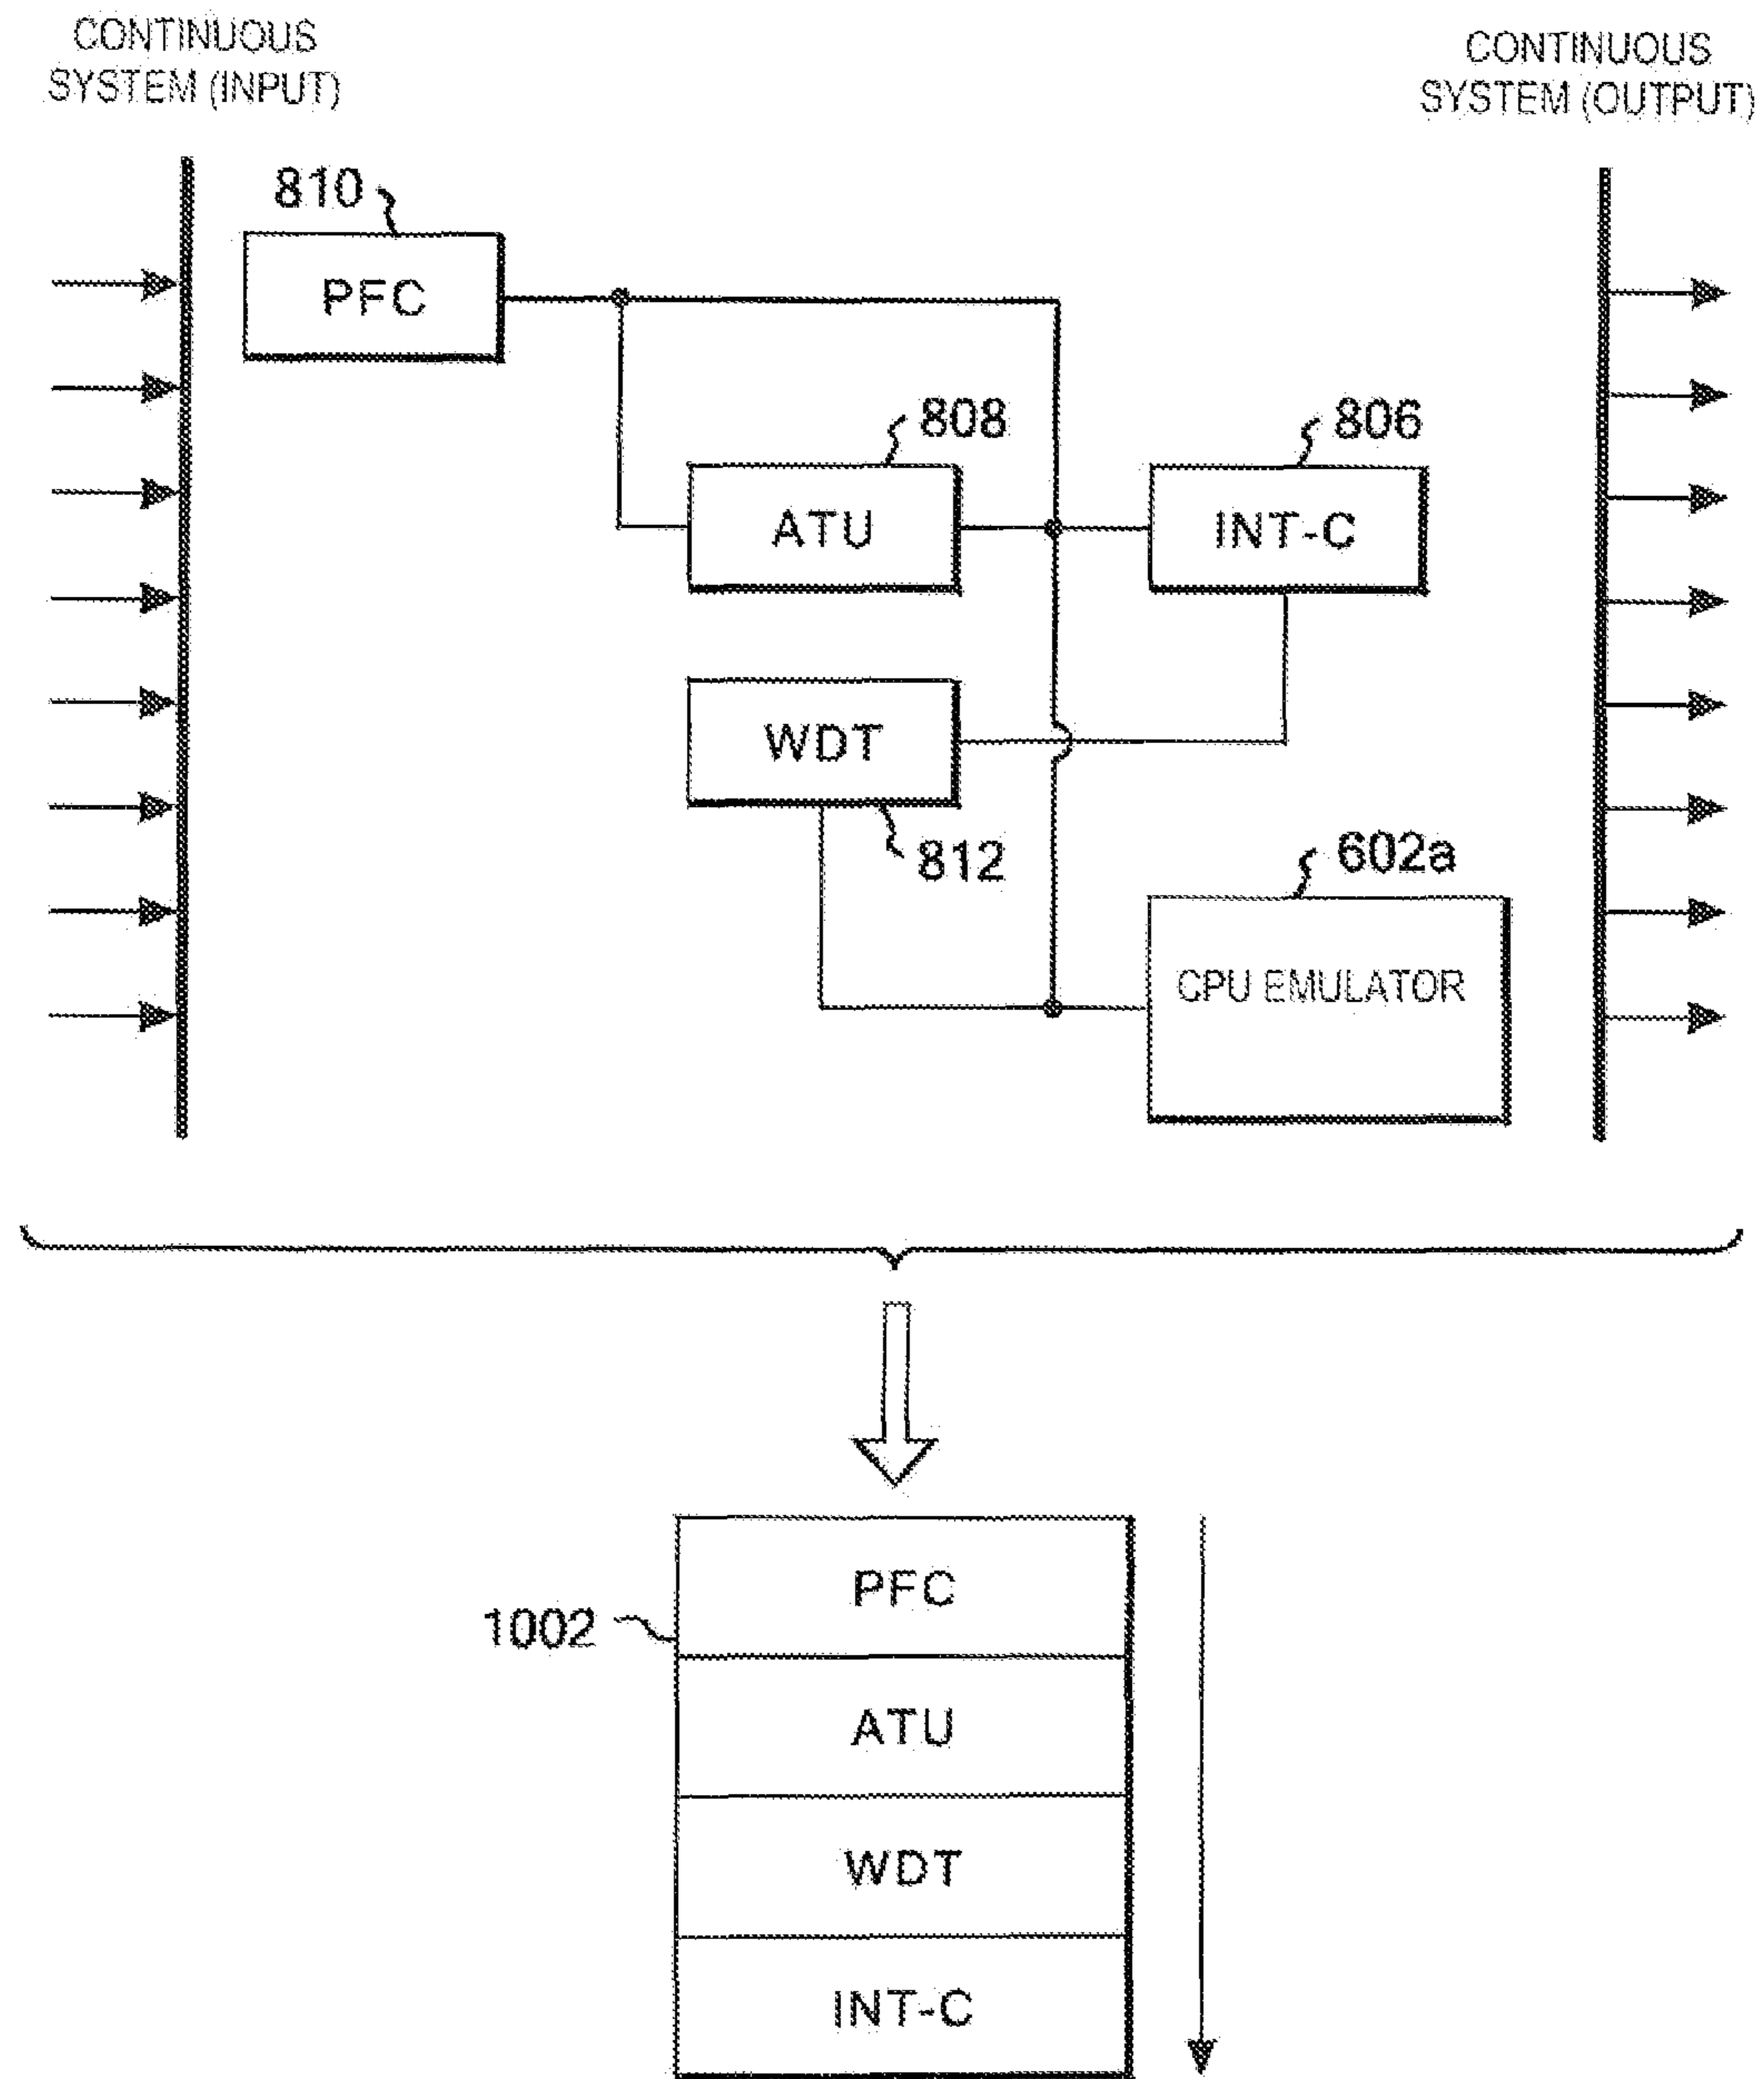 CONTINUOUS
SYSTEM (INPUT)
CONTINUOUS
SYSTEM (OUTPUT)
810
PFC
808
806
ATU
INT-C
WDT
812
602a
CPU EMULATOR
PFC
1002
ATU
WDT
INT-C